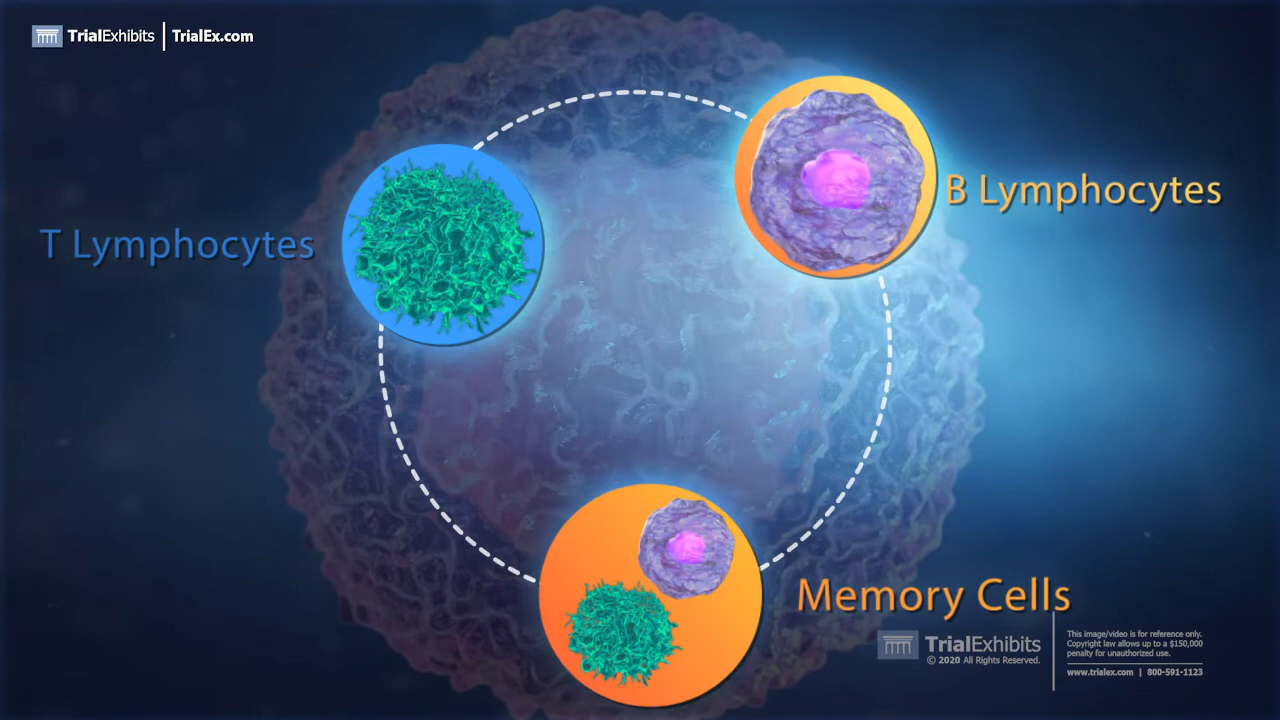 TrialExhibits | TrialEx.com
B Lymphocytes
T Lymphocytes
Memory Cells
TrialExhibits
© 2020 All Rights Reserved.
This image/video is for reference only.
Copyright law allows up to a $150,000
penalty for unauthorized use.
www.trialex.com | 800-591-1123